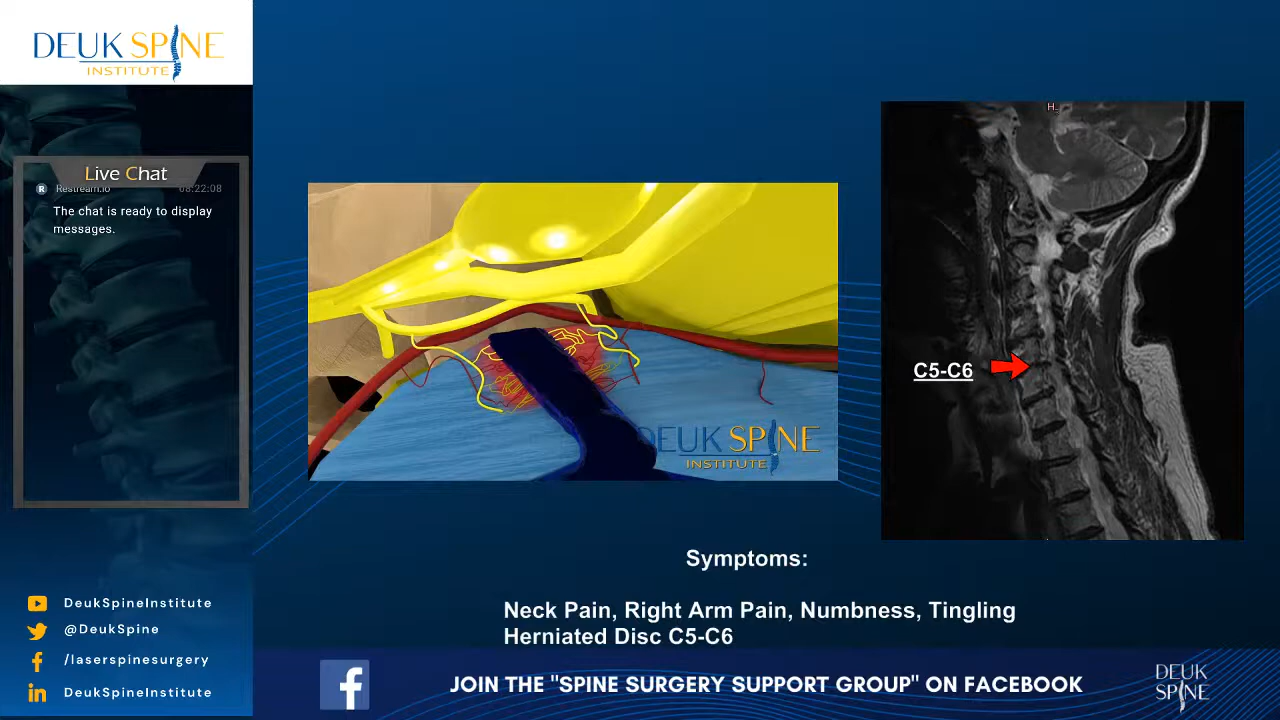 DEUK SPINE
INSTITUTE
Live Chat
R
Restream.io 08:22:08
The chat is ready to display
messages.
DEUK SPINE
INSTITUTE
H
C5-C6
Symptoms:
Neck Pain, Right Arm Pain, Numbness, Tingling
Herniated Disc C5-C6
DeukSpineInstitute
@DeukSpine
/laserspinesurgery
DeukSpineInstitute
JOIN THE "SPINE SURGERY SUPPORT GROUP" ON FACEBOOK
DEUK
SPINE